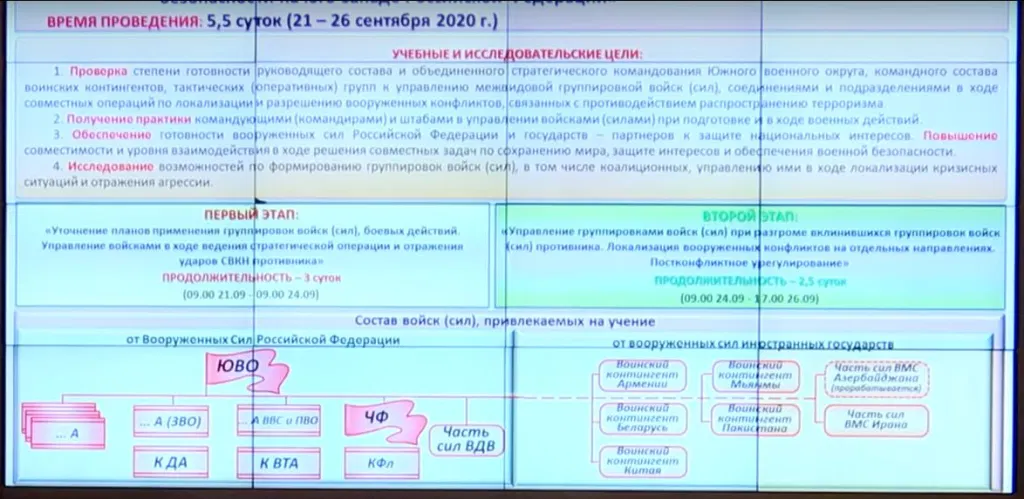 безопасности на юго-западе Российской Федерации»
ВРЕМЯ ПРОВЕДЕНИЯ: 5,5 суток (21 – 26 сентября 2020 г.)
УЧЕБНЫЕ И ИССЛЕДОВАТЕЛЬСКИЕ ЦЕЛИ:
1. Проверка степени готовности руководящего состава и объединенного стратегического командования Южного военного округа, командного состава
воинских контингентов, тактических (оперативных) групп к управлению межвидовой группировкой войск (сил), соединениями и подразделениями в ходе
совместных операций по локализации и разрешению вооруженных конфликтов, связанных с противодействием распространению терроризма
2. Получение практики командующими (командирами) и штабами в управлении войсками (силами) при подготовке и в ходе военных действий.
3. Обеспечение готовности вооруженных сил Российской Федерации и государств – партнеров к защите национальных интересов. Повышение
совместимости и уровня взаимодействия в ходе решения совместных задач по сохранению мира, защите интересов и обеспечения военной безопасности.
4. Исследование возможностей по формированию группировок войск (сил), в том числе коалиционных, управлению ими в ходе локализации кризисных
ситуаций и отражения агрессии.
ПЕРВЫЙ ЭТАП:
«Уточнение планов применения группировок войск (сил), боевых действий.
Управление войсками в ходе ведения стратегической операции и отражения
ударов СВКН противника»
ПРОДОЛЖИТЕЛЬНОСТЬ – 3 суток
(09.00 21.09 - 09.00 24.09)
ВТОРОЙ ЭТАП:
«Управление группировками войск (сил) при разгроме вклинившихся группировок войск
(сил) противника. Локализация вооруженных конфликтов на отдельных направлениях.
Постконфликтное урегулирование»
ПРОДОЛЖИТЕЛЬНОСТЬ – 2,5 суток
(09.00 24.09 - 17.00 26.09)
Состав войск (сил), привлекаемых на учение
от Вооруженных Сил Российской Федерации
ЮВО
... А
... А (ЗВО)
... А ВВС и ПВО
ЧФ
Часть
сил ВДВ
К ДА
К ВТА
КФл
от вооруженных сил иностранных государств
Воинский
контингент
Армении
Воинский
контингент
Мьянмы
Часть сил ВМС
Азербайджана
(прорабатывается)
Воинский
контингент
Беларусь
Воинский
контингент
Пакистана
Часть сил
ВМС Ирана
Воинский
контингент
Китая